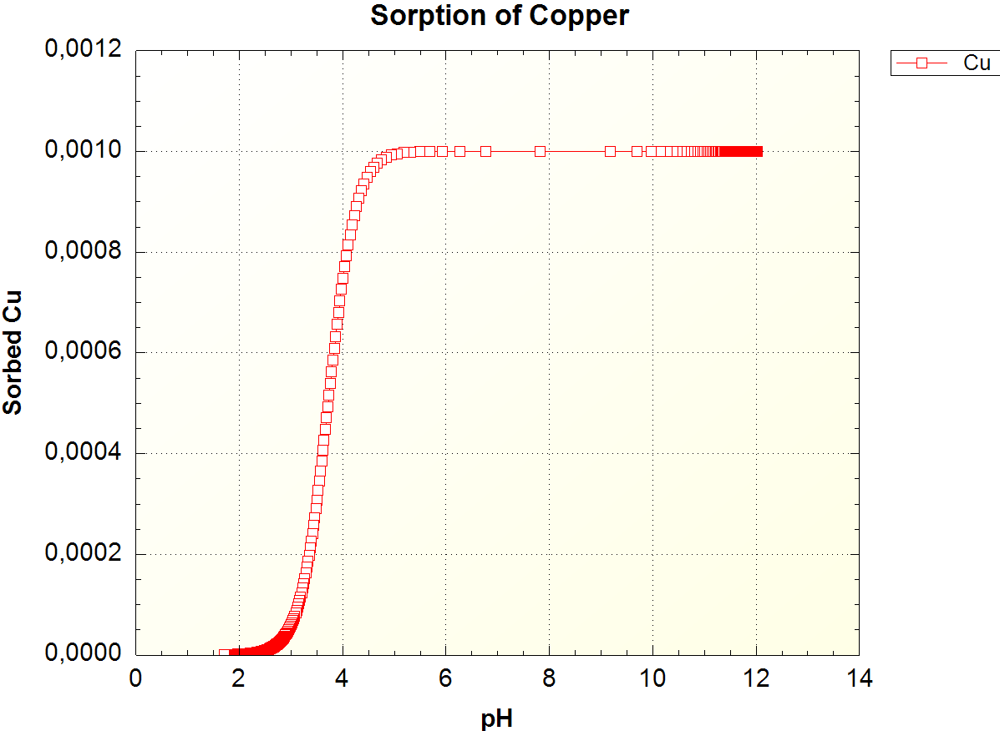 Sorption of Copper
Cu
0,0012
0,0010
0,0008
0,0006
0,0004
0,0002
0,0000
Sorbed Cu
0 2 4 6 8 10 12 14
pH